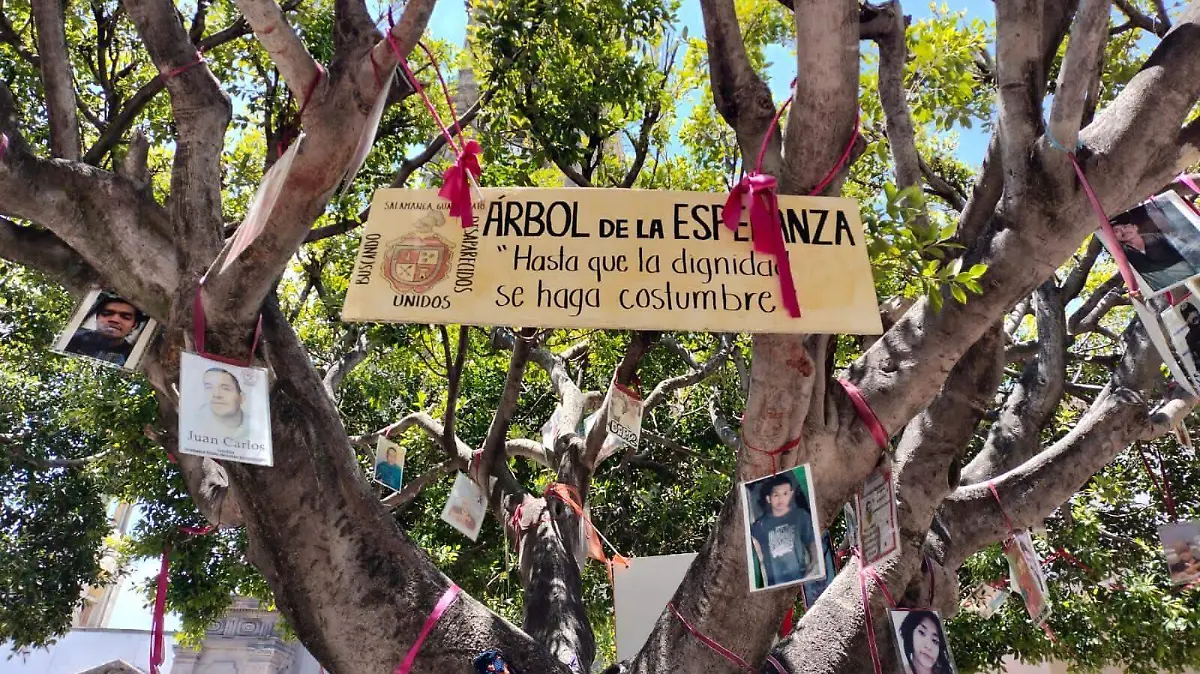 SALAMANCA, GUANAJUATO
UNIDOS
BUSCANDO
DESAPARECIDOS
ÁRBOL DE LA ESPERANZA
"Hasta que la dignidad
se haga costumbre
Juan Carlos